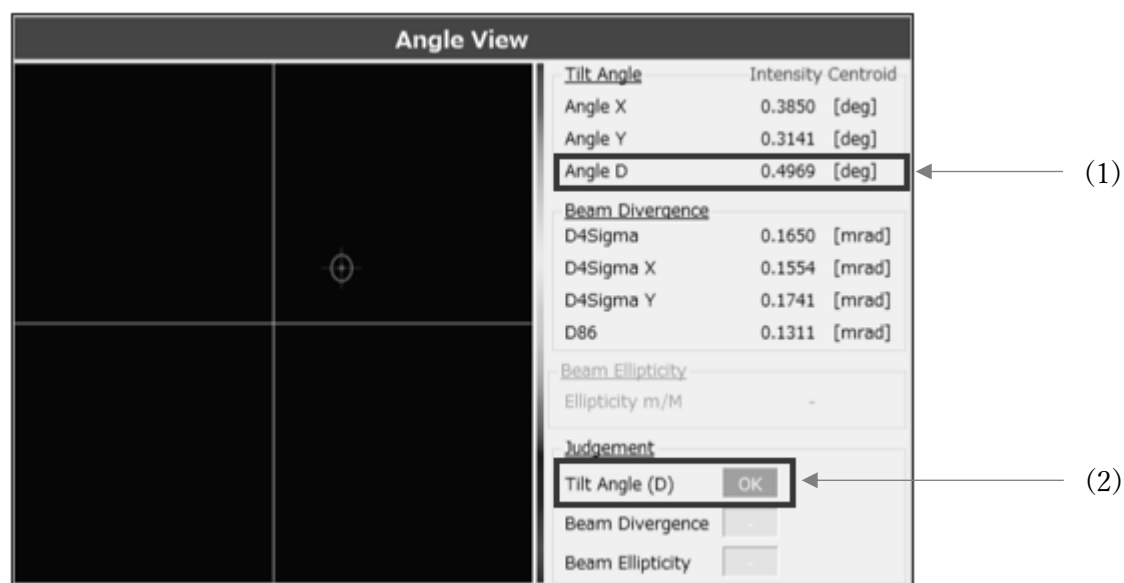 Angle View
Tilt Angle Intensity Centroid
Angle X 0.3850 [deg]
Angle Y 0.3141 [deg]
Angle D 0.4969 [deg]
(1)
Beam Divergence
D4Sigma 0.1650 [mrad]
D4Sigma X 0.1554 [mrad]
D4Sigma Y 0.1741 [mrad]
D86 0.1311 [mrad]
Beam Ellipticity
Ellipticity m/M -
Judgement
Tilt Angle (D) OK
(2)
Beam Divergence -
Beam Ellipticity -